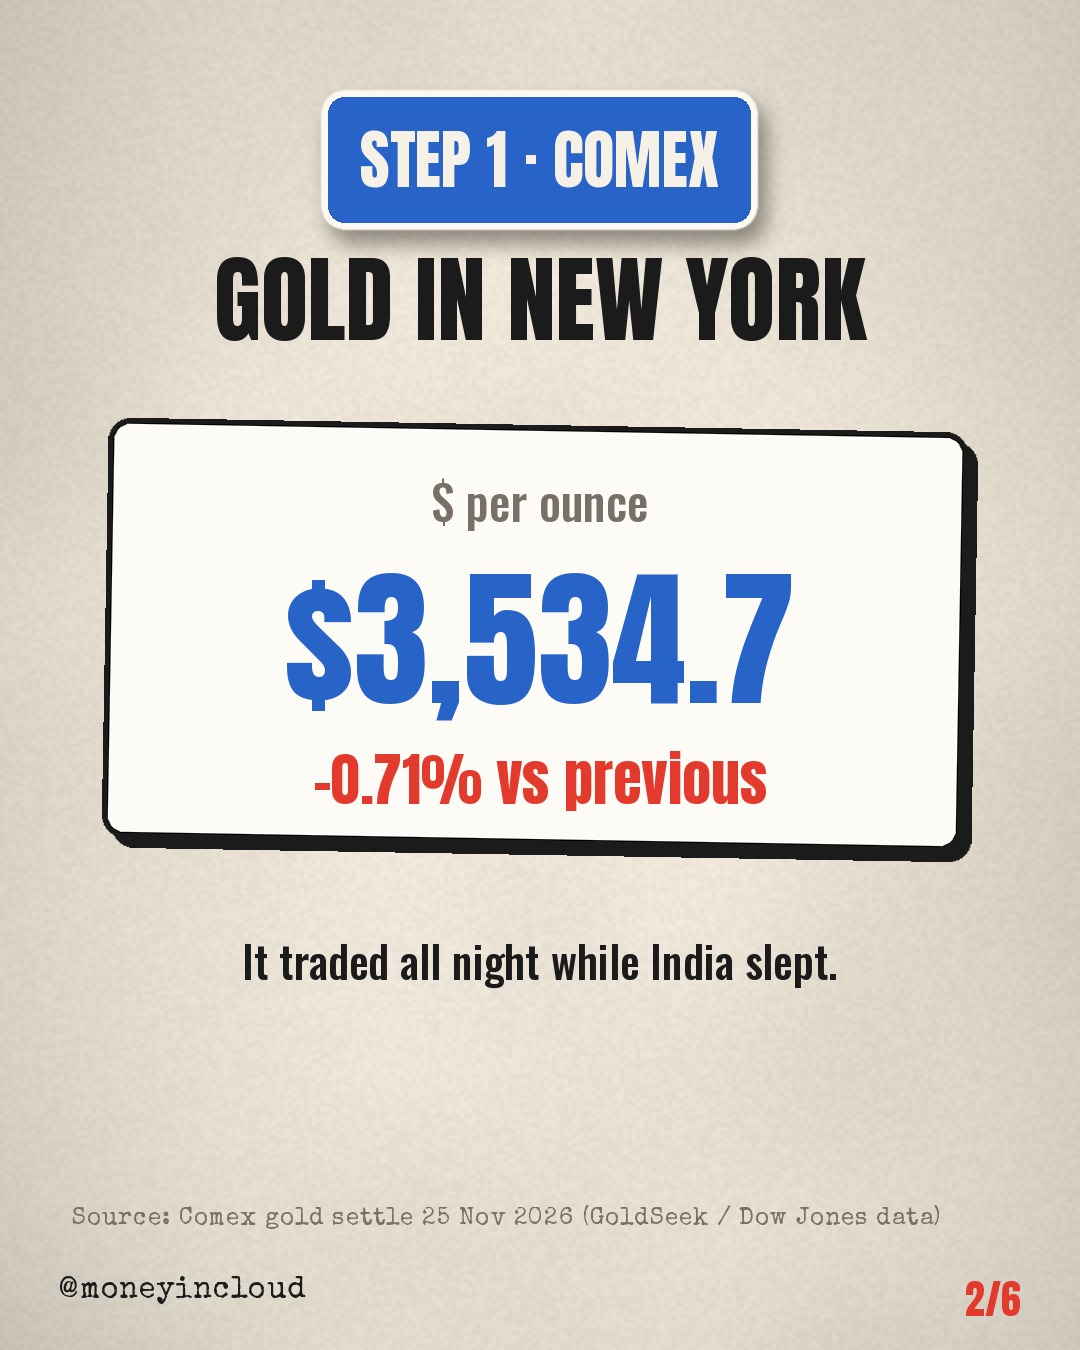 STEP 1 · COMEX
GOLD IN NEW YORK
$ per ounce
$3,534.7
-0.71% vs previous
It traded all night while India slept.
Source: Comex gold settle 25 Nov 2026 (GoldSeek / Dow Jones data)
@moneyincloud
2/6